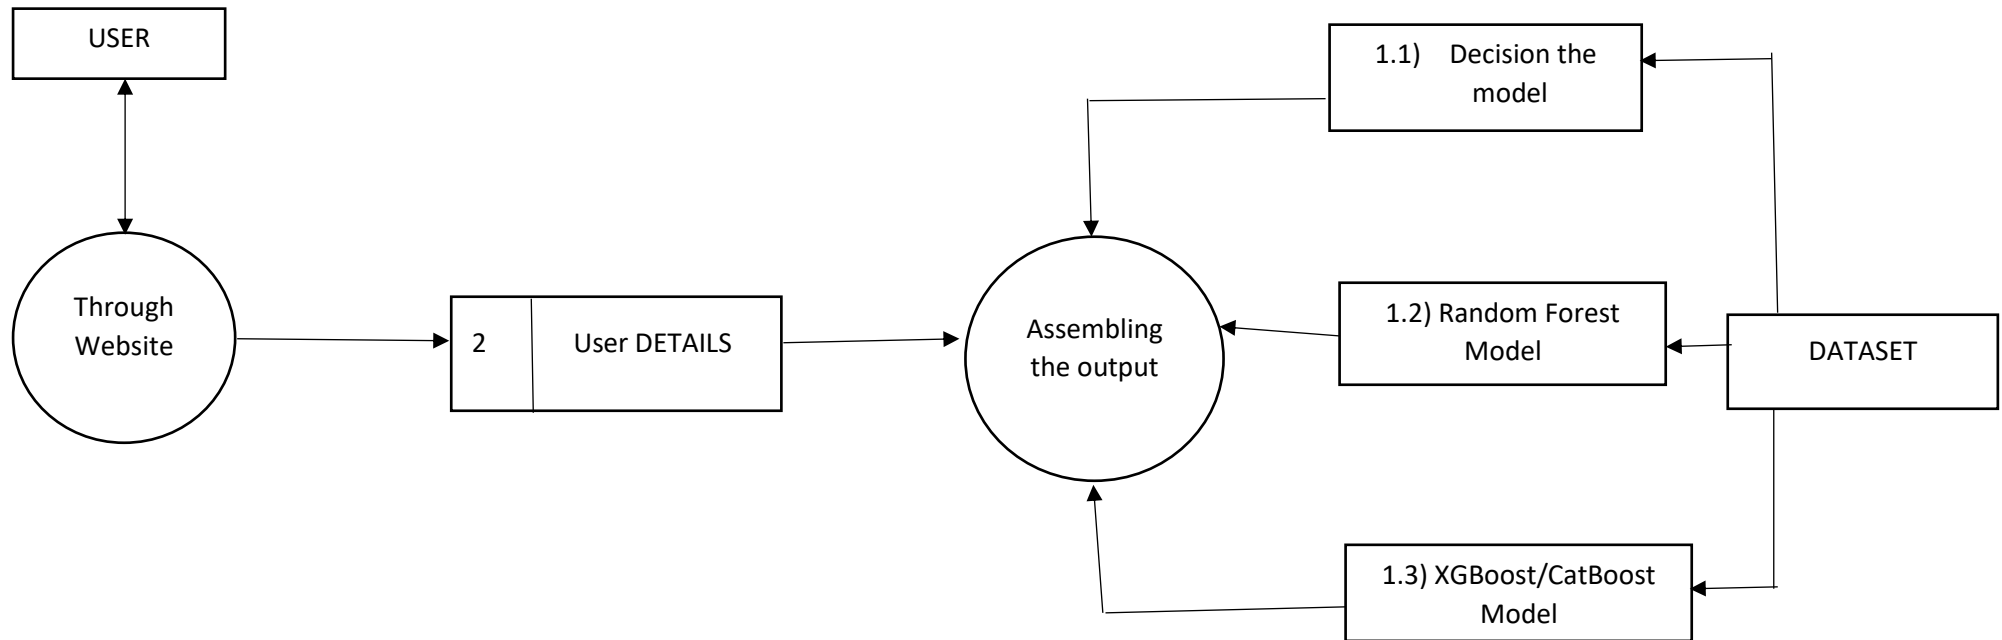 USER
Through
Website
2
User DETAILS
Assembling
the output
1.1) Decision the
model
1.2) Random Forest
Model
1.3) XGBoost/CatBoost
Model
DATASET